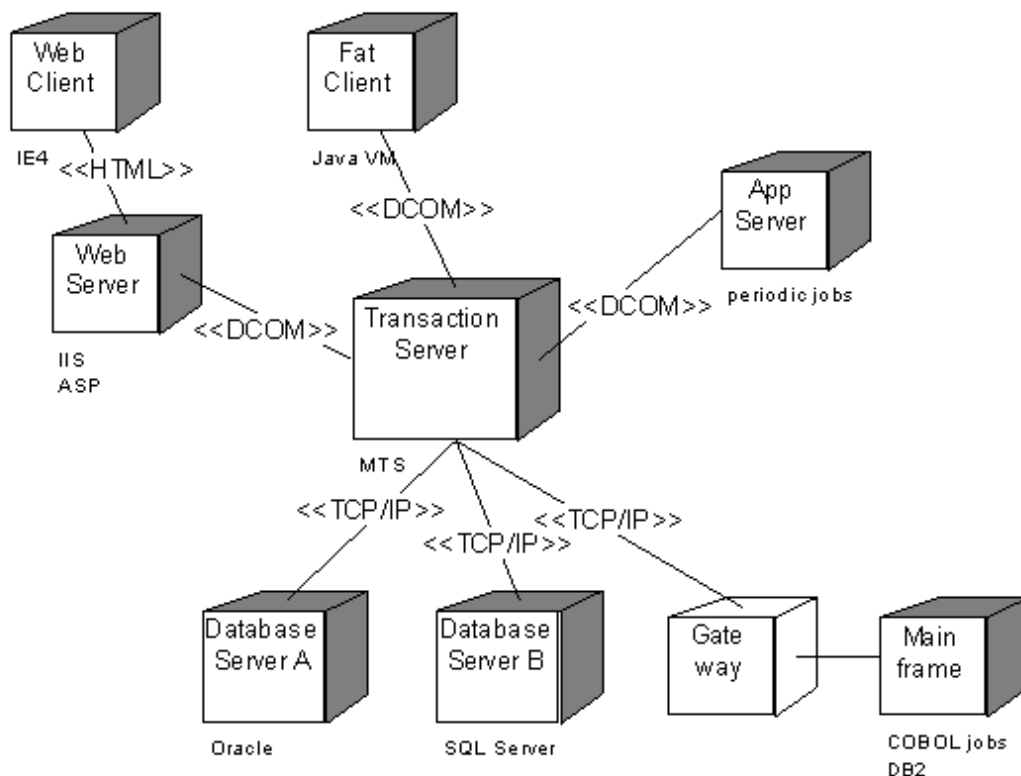 Web
Client
Fat
Client
IE4
<<HTML>>
Java VM
<<DCOM>>
App
Server
periodic jobs
Web
Server
<<DCOM>>
<<DCOM>>
IIS
ASP
Transaction
Server
MTS
<<TCP/IP>>
<<TCP/IP>>
<<TCP/IP>>
Database
Server A
Oracle
Database
Server B
SQL Server
Gate
way
Main
frame
COBOL jobs
DB2